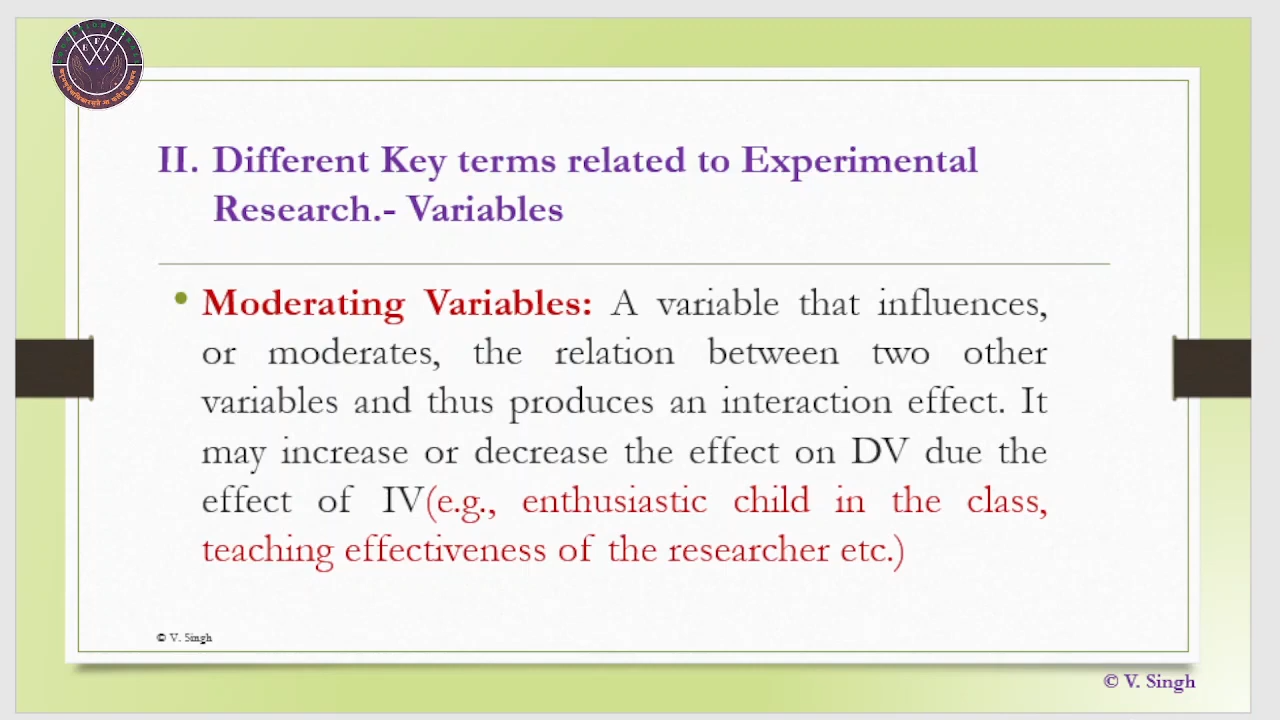 E F A
II. Different Key terms related to Experimental
Research.- Variables
• Moderating Variables: A variable that influences,
or moderates, the relation between two other
variables and thus produces an interaction effect. It
may increase or decrease the effect on DV due the
effect of IV(e.g., enthusiastic child in the class,
teaching effectiveness of the researcher etc.)
© V. Singh
© V. Singh